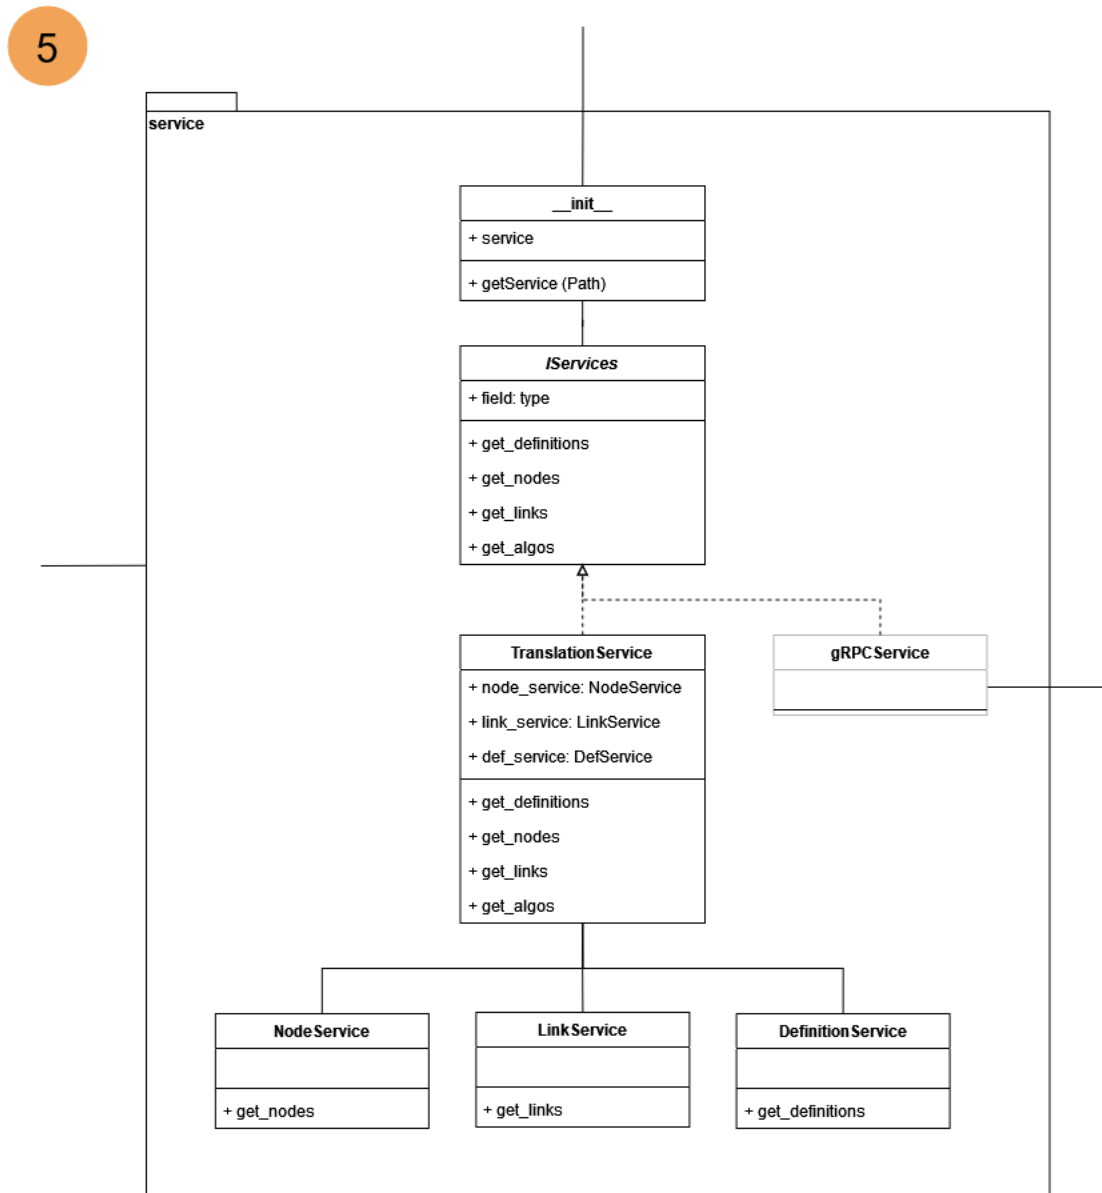 5
service
__init__
+ service
+ getService (Path)
IServices
+ field: type
+ get_definitions
+ get_nodes
+ get_links
+ get_algos
TranslationService
+ node_service: NodeService
+ link_service: LinkService
+ def_service: DefService
+ get_definitions
+ get_nodes
+ get_links
+ get_algos
gRPCService
NodeService
+ get_nodes
LinkService
+ get_links
DefinitionService
+ get_definitions